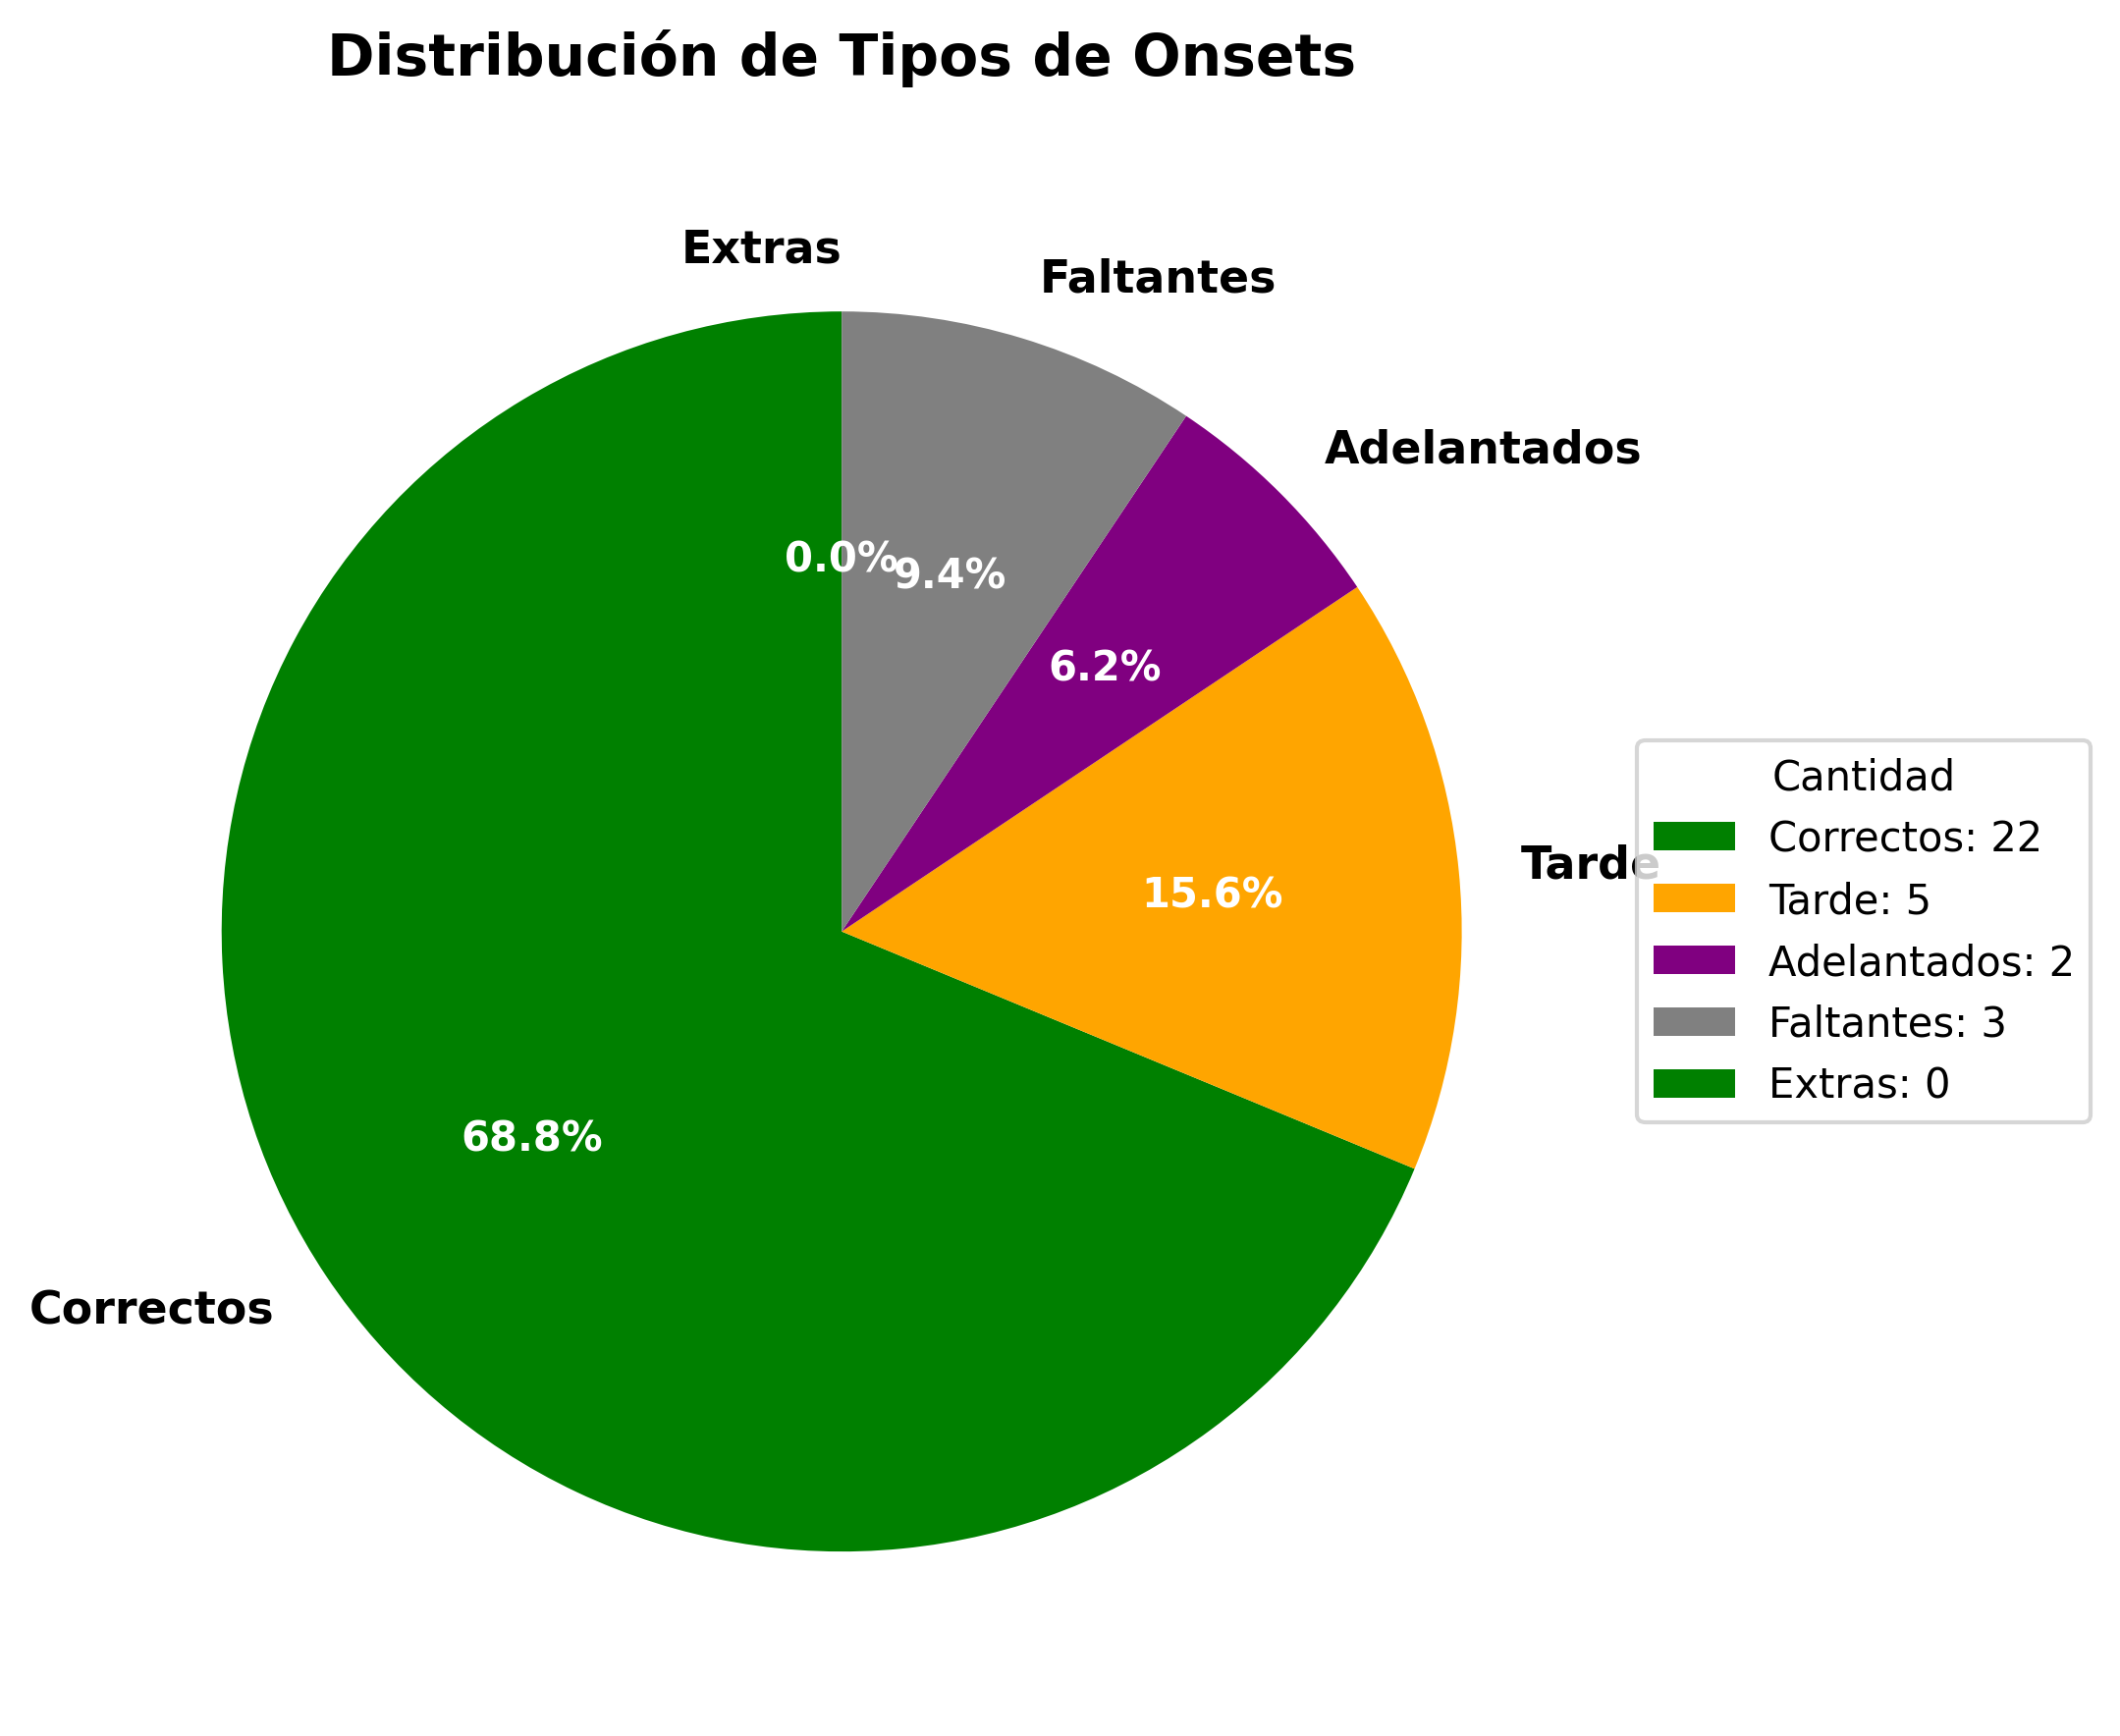 Distribución de Tipos de Onsets
Extras
Faltantes
Adelantados
0.0%
9.4%
6.2%
Tarde
15.6%
68.8%
Correctos
Cantidad
Correctos: 22
Tarde: 5
Adelantados: 2
Faltantes: 3
Extras: 0